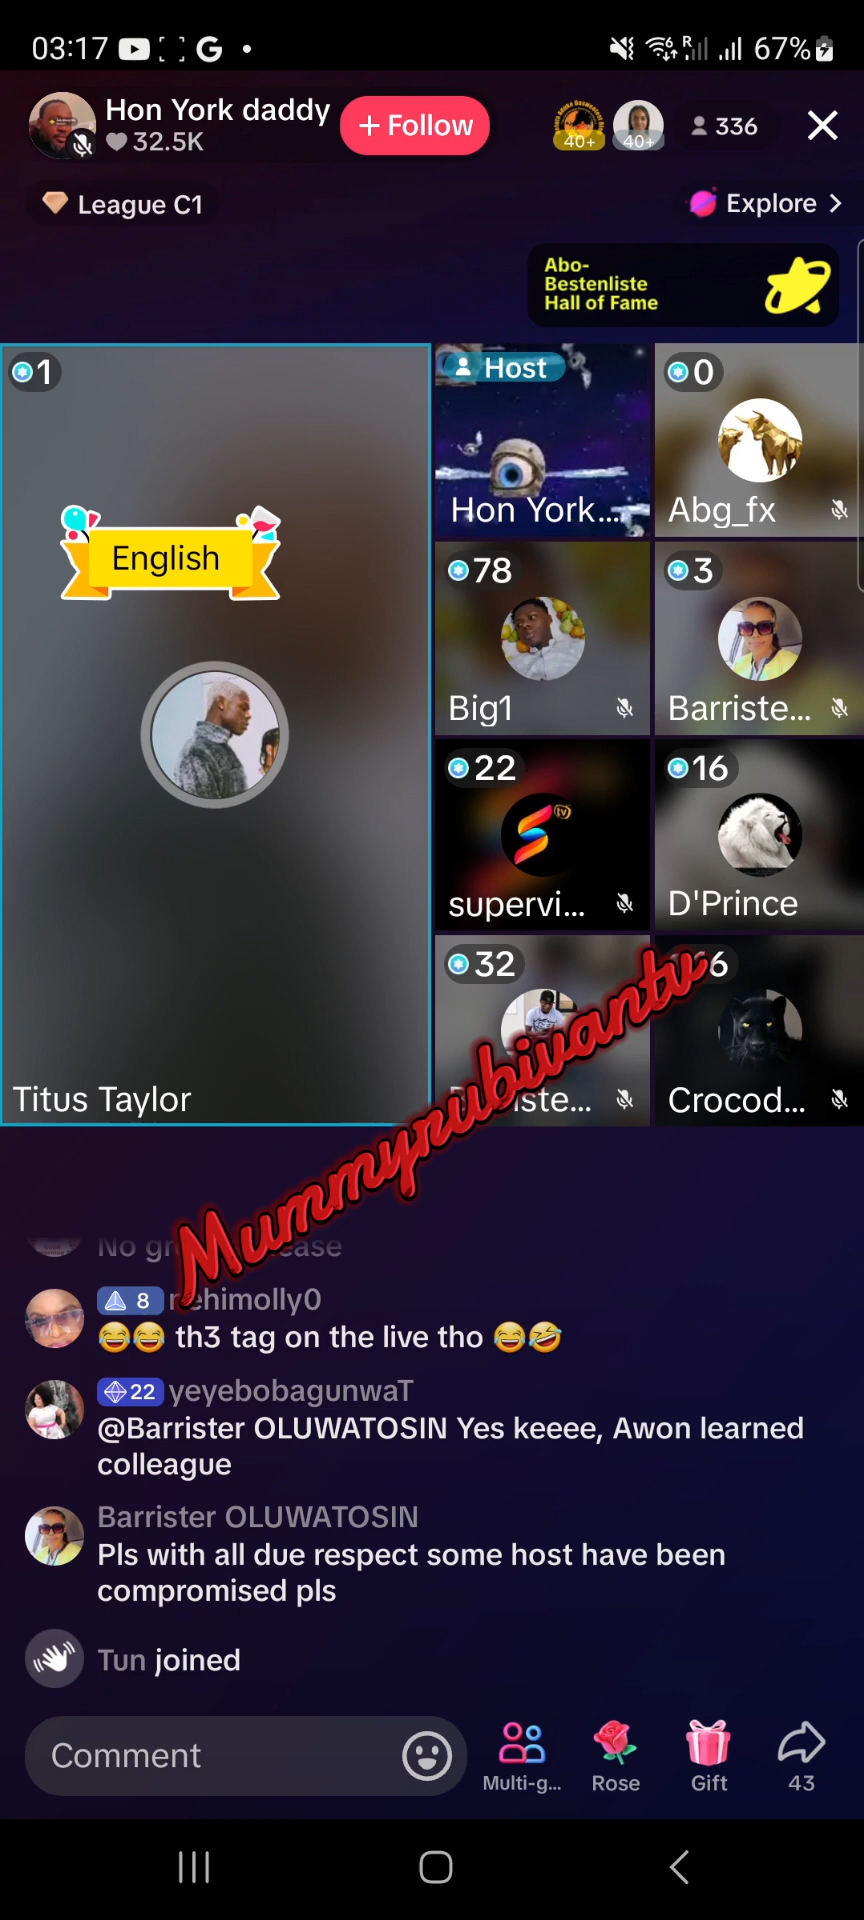 03:17
67%
Hon York daddy
32.5K
+ Follow
40+
40+
336
League C1
Explore
Abo-
Bestenliste
Hall of Fame
1
English
Titus Taylor
Host
Hon York...
0
Abg_fx
78
Big1
3
Barriste...
22
tv
supervi...
16
D'Prince
32
iste...
6
Crocod...
Mummyrubivantv
No
8
ehimolly0
😂😂 th3 tag on the live tho 😂🤣
22 yeyebobagunwaT
@Barrister OLUWATOSIN Yes keeee, Awon learned
colleague
Barrister OLUWATOSIN
Pls with all due respect some host have been
compromised pls
Tun joined
Comment
Multi-g...
Rose
Gift
43